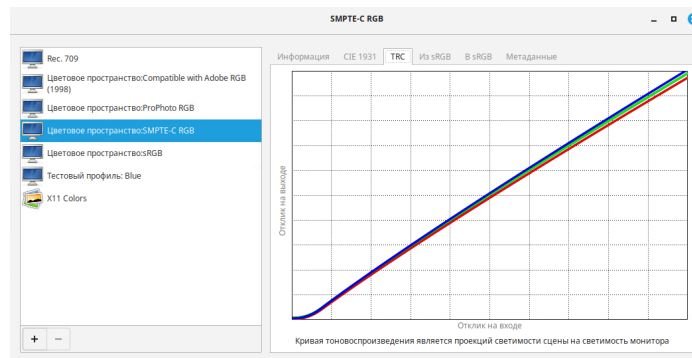 SMPTE-C RGB
Rec. 709
Цветовое пространство:Compatible with Adobe RGB
(1998)
Цветовое пространство:ProPhoto RGB
Цветовое пространство:SMPTE-C RGB
Цветовое пространство:sRGB
Тестовый профиль: Blue
X11 Colors
Информация CIE 1931 TRC Из sRGB В sRGB Метаданные
Отклик на выходе
Отклик на входе
Кривая тоновоспроизведения является проекций светимости сцены на светимость монитора